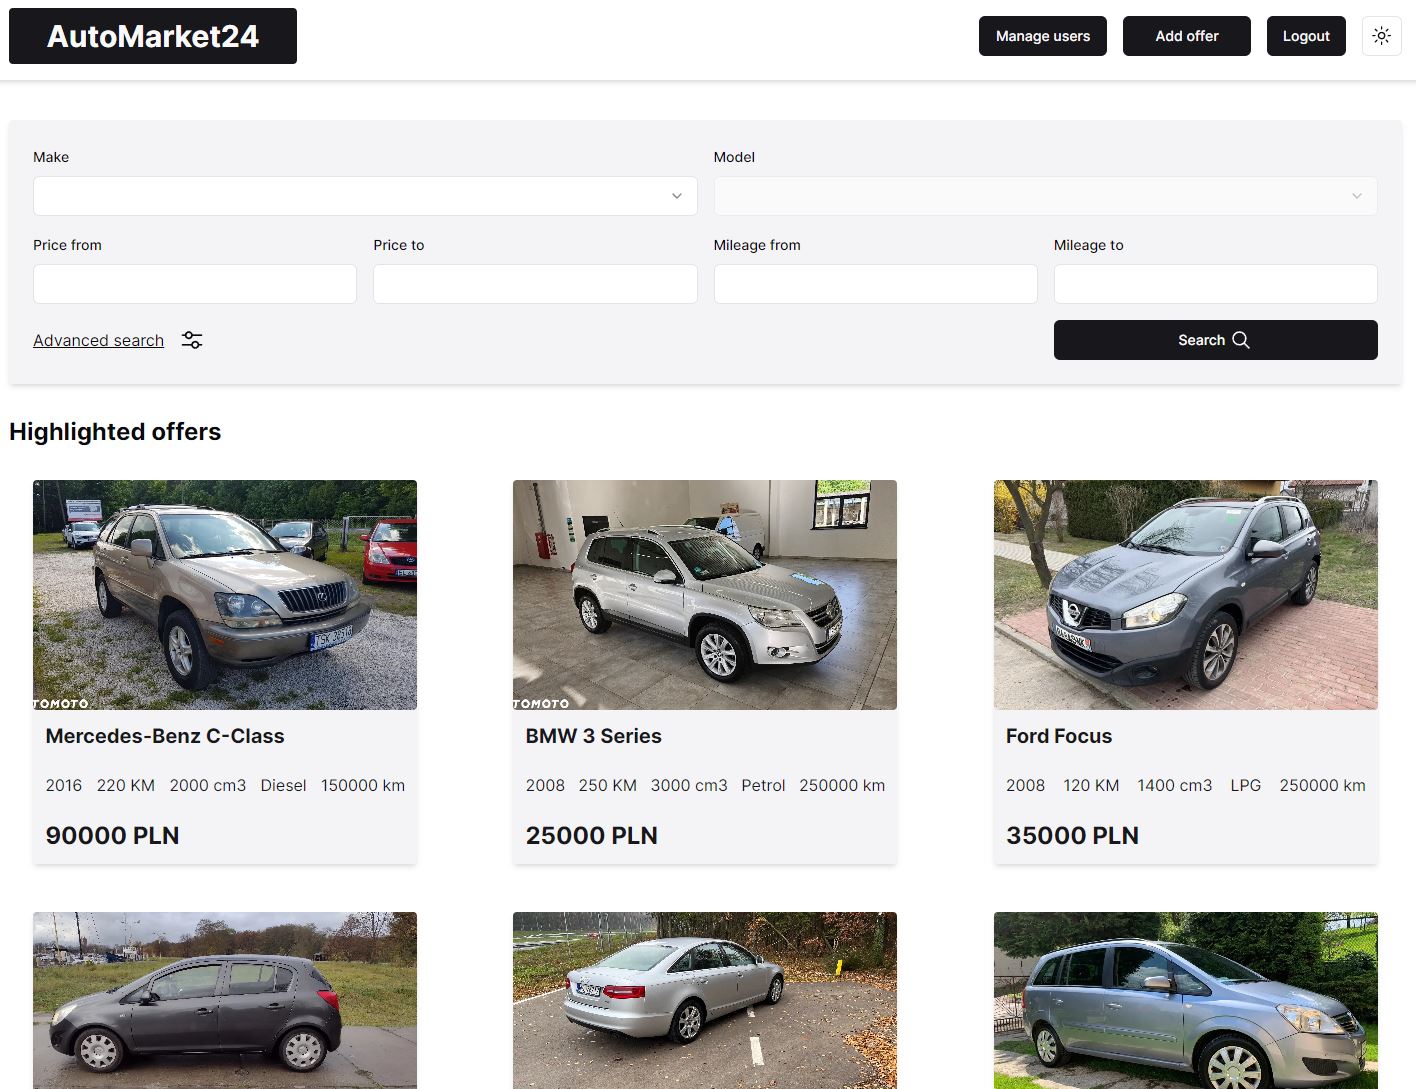 AutoMarket24
Manage users
Add offer
Logout
Make
Model
Price from
Price to
Mileage from
Mileage to
Advanced search
Search
Highlighted offers
TOMOTO
Mercedes-Benz C-Class
2016 220 KM 2000 cm3 Diesel 150000 km
90000 PLN
TOMOTO
BMW 3 Series
2008 250 KM 3000 cm3 Petrol 250000 km
25000 PLN
Ford Focus
2008 120 KM 1400 cm3 LPG 250000 km
35000 PLN